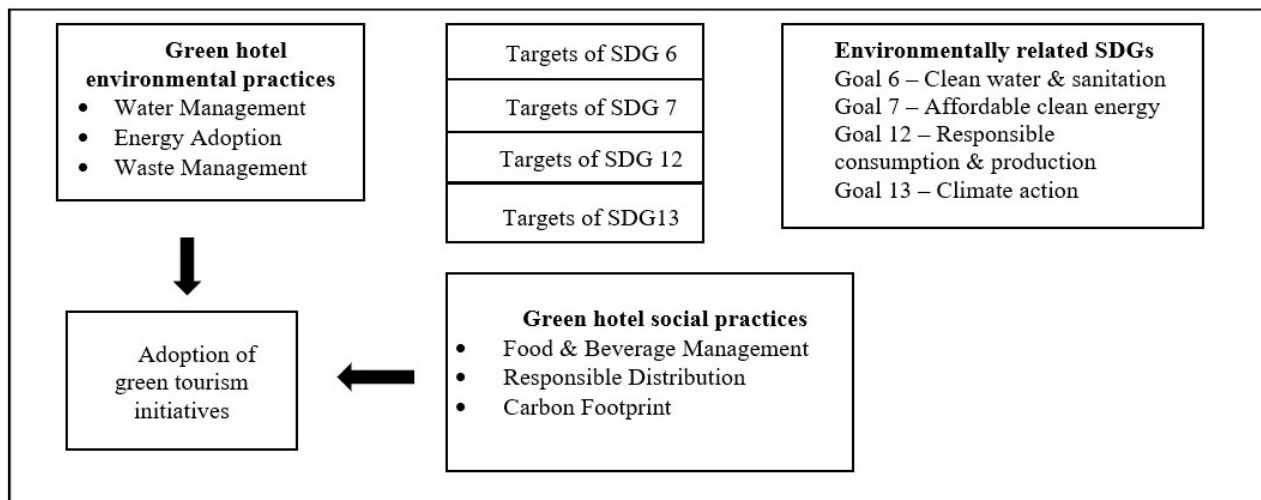 Green hotel
environmental practices
• Water Management
• Energy Adoption
• Waste Management
Targets of SDG 6
Targets of SDG 7
Targets of SDG 12
Targets of SDG13
Environmentally related SDGs
Goal 6 – Clean water & sanitation
Goal 7 – Affordable clean energy
Goal 12 – Responsible
consumption & production
Goal 13 – Climate action
Adoption of
green tourism
initiatives
Green hotel social practices
• Food & Beverage Management
• Responsible Distribution
• Carbon Footprint